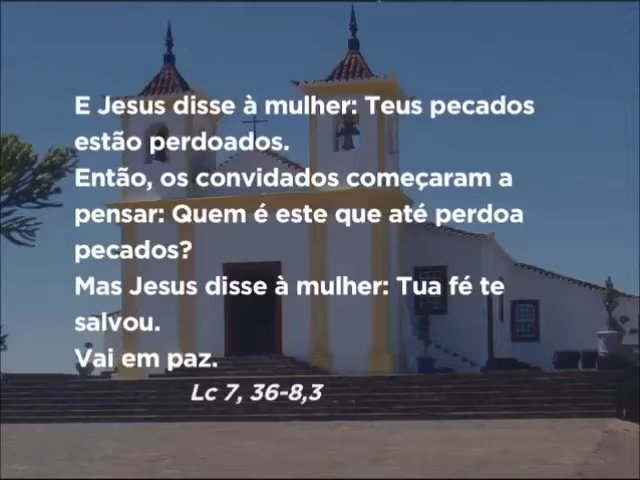 E Jesus disse à mulher: Teus pecados
estão perdoados.
Então, os convidados começaram a
pensar: Quem é este que até perdoa
pecados?
Mas Jesus disse à mulher: Tua fé te
salvou.
Vai em paz.
Lc 7, 36-8,3